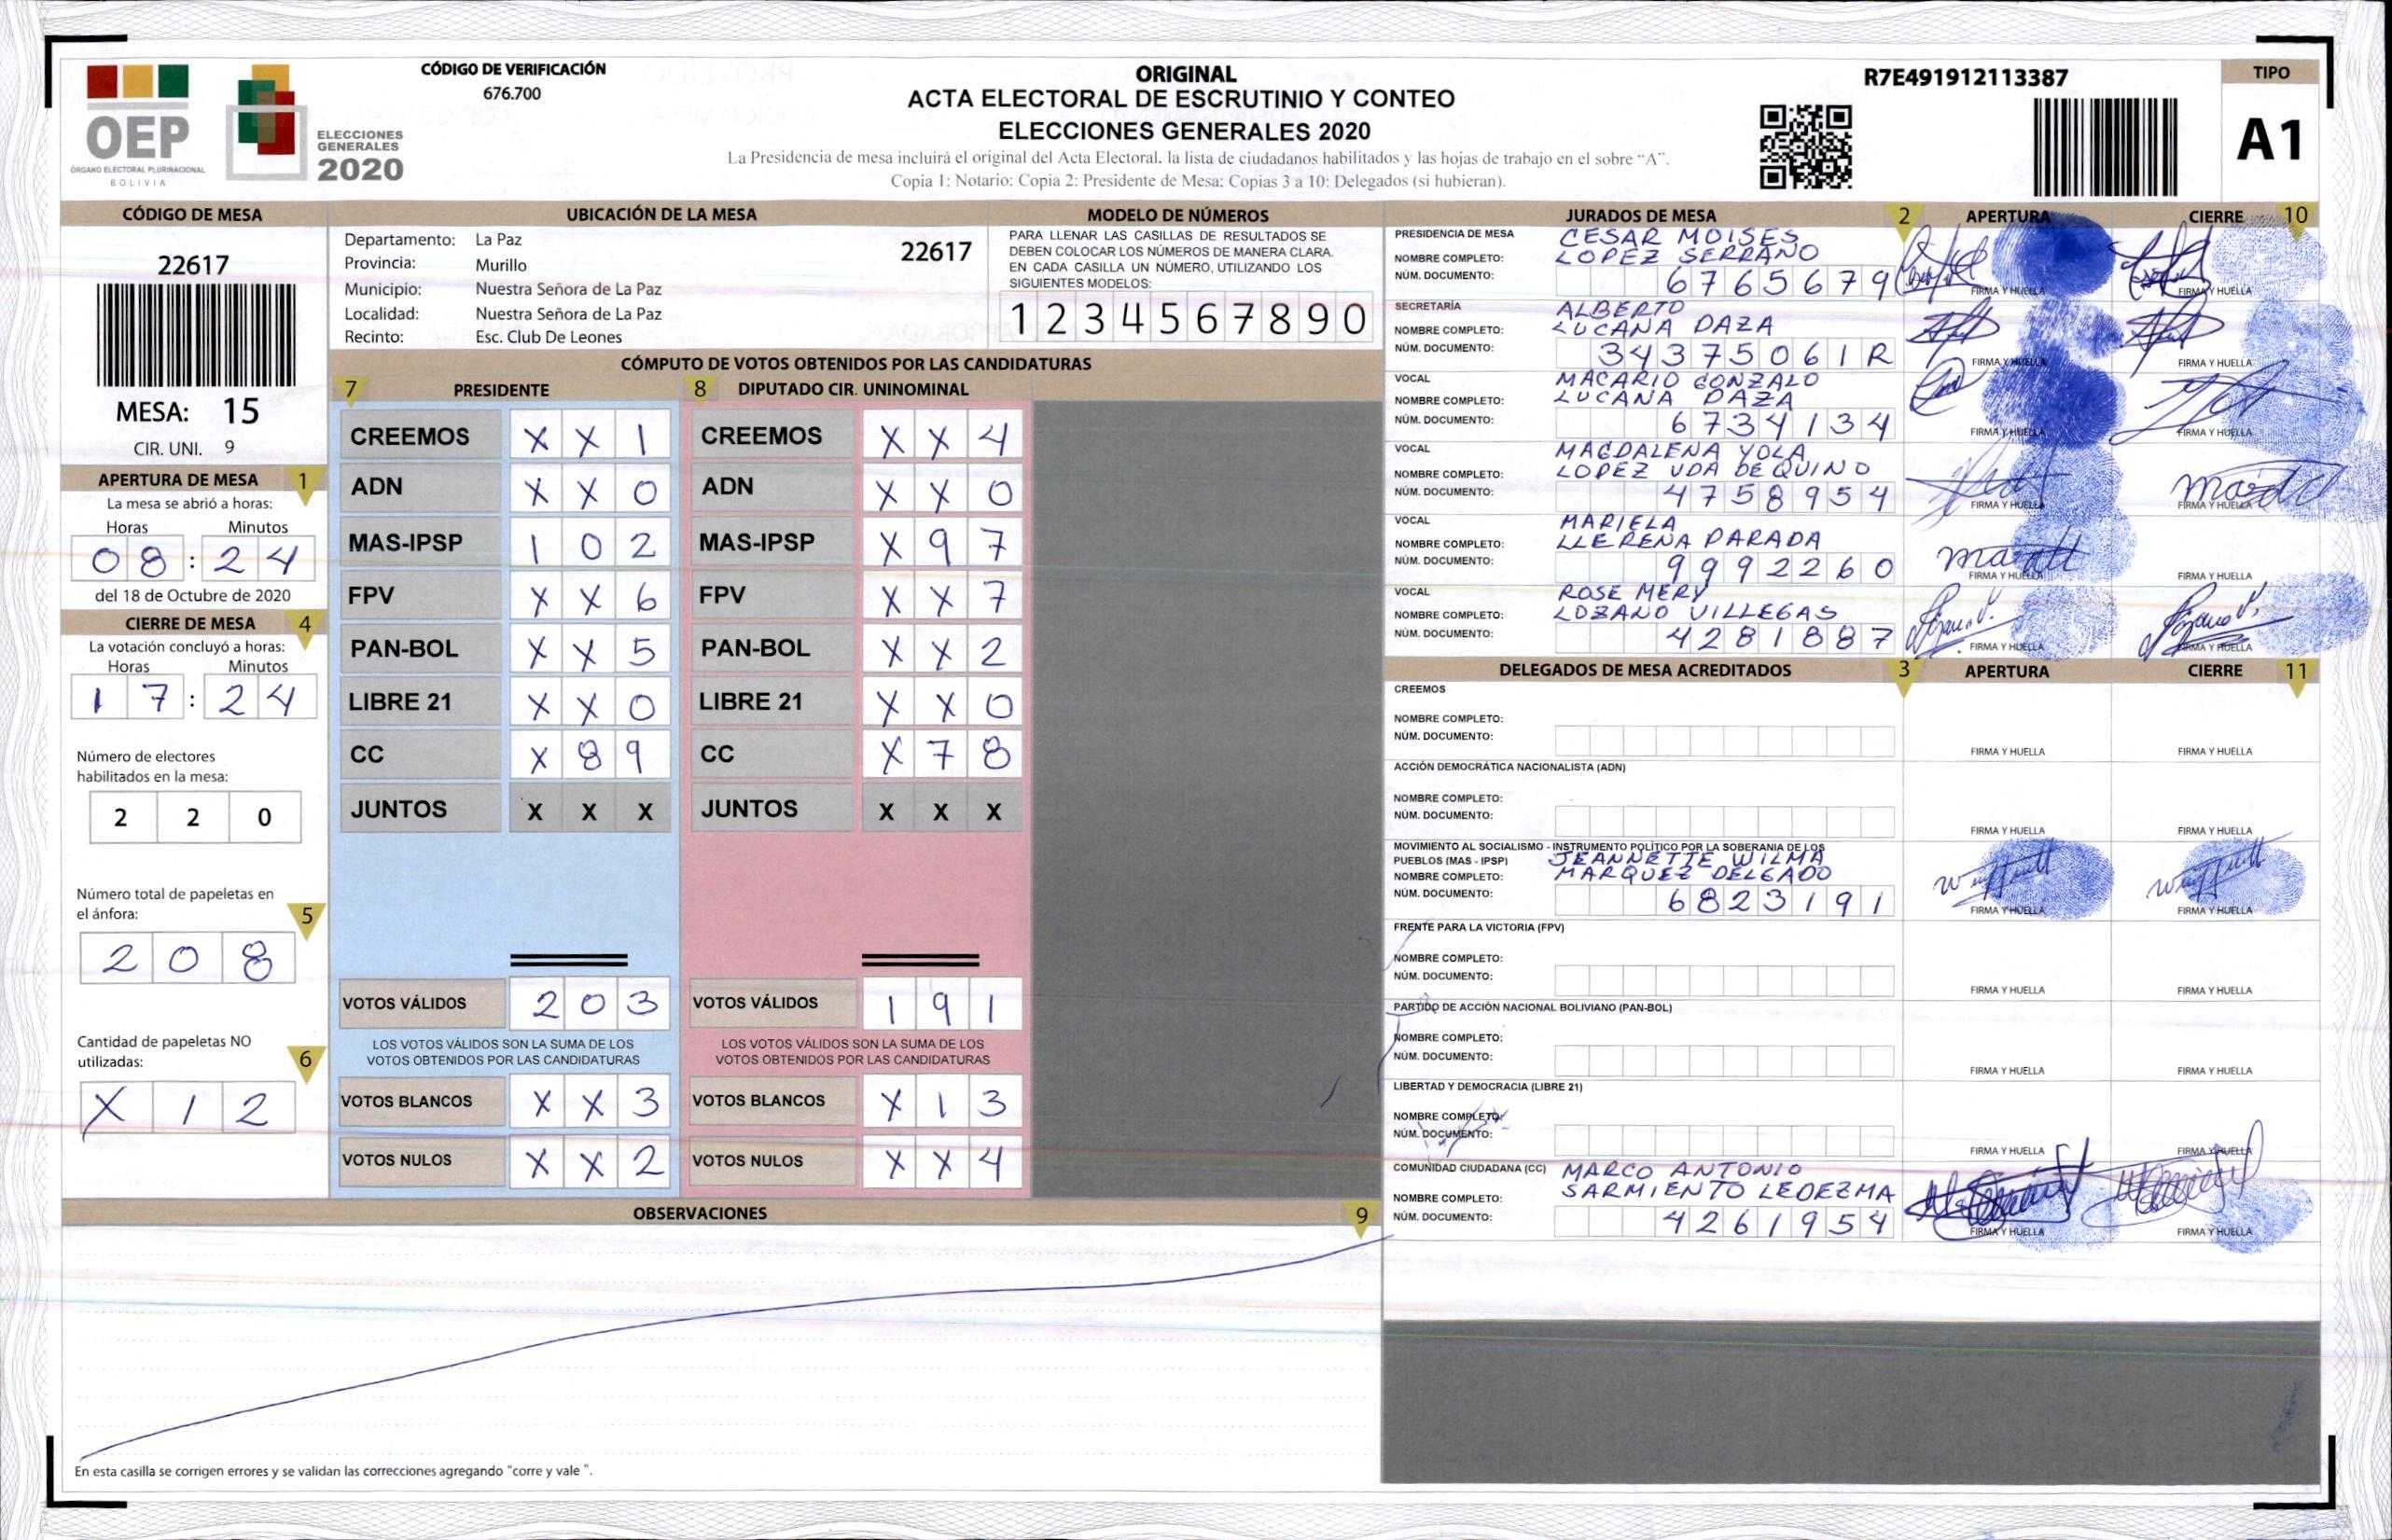 OEP
ÓRGANO ELECTORAL PLURINACIONAL
BOLIVIA
ELECCIONES
GENERALES
2020
CÓDIGO DE VERIFICACIÓN
676.700
ORIGINAL
ACTA ELECTORAL DE ESCRUTINIO Y CONTEO
ELECCIONES GENERALES 2020
La Presidencia de mesa incluirá el original del Acta Electoral, la lista de ciudadanos habilitados y las hojas de trabajo en el sobre “A”.
Copia 1: Notario: Copia 2: Presidente de Mesa: Copias 3 a 10: Delegados (si hubieran).
R7E491912113387
TIPO
A1
CÓDIGO DE MESA
22617
MESA: 15
CIR. UNI. 9
APERTURA DE MESA 1
La mesa se abrió a horas:
Horas Minutos
08 : 24
del 18 de Octubre de 2020
CIERRE DE MESA 4
La votación concluyó a horas:
Horas Minutos
17 : 24
Número de electores
habilitados en la mesa:
2 2 0
Número total de papeletas en
el ánfora: 5
2 0 8
Cantidad de papeletas NO
utilizadas: 6
X 1 2
UBICACIÓN DE LA MESA
Departamento: La Paz 22617
Provincia: Murillo
Municipio: Nuestra Señora de La Paz
Localidad: Nuestra Señora de La Paz
Recinto: Esc. Club De Leones
MODELO DE NÚMEROS
PARA LLENAR LAS CASILLAS DE RESULTADOS SE
DEBEN COLOCAR LOS NÚMEROS DE MANERA CLARA.
EN CADA CASILLA UN NÚMERO, UTILIZANDO LOS
SIGUIENTES MODELOS:
1 2 3 4 5 6 7 8 9 0
CÓMPUTO DE VOTOS OBTENIDOS POR LAS CANDIDATURAS
7 PRESIDENTE
CREEMOS X X 1
ADN X X 0
MAS-IPSP 1 0 2
FPV X X 6
PAN-BOL X X 5
LIBRE 21 X X 0
CC X 8 9
JUNTOS X X X
VOTOS VÁLIDOS 2 0 3
LOS VOTOS VÁLIDOS SON LA SUMA DE LOS
VOTOS OBTENIDOS POR LAS CANDIDATURAS
VOTOS BLANCOS X X 3
VOTOS NULOS X X 2
8 DIPUTADO CIR. UNINOMINAL
CREEMOS X X 4
ADN X X 0
MAS-IPSP X 9 7
FPV X X 7
PAN-BOL X X 2
LIBRE 21 X X 0
CC X 7 8
JUNTOS X X X
VOTOS VÁLIDOS 1 9 1
LOS VOTOS VÁLIDOS SON LA SUMA DE LOS
VOTOS OBTENIDOS POR LAS CANDIDATURAS
VOTOS BLANCOS X 1 3
VOTOS NULOS X X 4
OBSERVACIONES 9
En esta casilla se corrigen errores y se validan las correcciones agregando "corre y vale ".
JURADOS DE MESA 2 APERTURA CIERRE 10
PRESIDENCIA DE MESA CESAR MOISES
NOMBRE COMPLETO: LOPEZ SERRANO
NÚM. DOCUMENTO: 6765679
FIRMA Y HUELLA FIRMA Y HUELLA
SECRETARÍA ALBERTO
NOMBRE COMPLETO: LUCANA DAZA
NÚM. DOCUMENTO: 34375061R
FIRMA Y HUELLA FIRMA Y HUELLA
VOCAL MACARIO GONZALO
NOMBRE COMPLETO: LUCANA DAZA
NÚM. DOCUMENTO: 6734134
FIRMA Y HUELLA FIRMA Y HUELLA
VOCAL MAGDALENA YOLA
NOMBRE COMPLETO: LOPEZ VDA DE QUINO
NÚM. DOCUMENTO: 4758954
FIRMA Y HUELLA FIRMA Y HUELLA
VOCAL MARIELA
NOMBRE COMPLETO: LLERENA PARADA
NÚM. DOCUMENTO: 9992260
FIRMA Y HUELLA FIRMA Y HUELLA
VOCAL ROSE MERY
NOMBRE COMPLETO: LOZANO VILLEGAS
NÚM. DOCUMENTO: 4281887
FIRMA Y HUELLA FIRMA Y HUELLA
DELEGADOS DE MESA ACREDITADOS 3 APERTURA CIERRE 11
CREEMOS
NOMBRE COMPLETO:
NÚM. DOCUMENTO:
FIRMA Y HUELLA FIRMA Y HUELLA
ACCIÓN DEMOCRÁTICA NACIONALISTA (ADN)
NOMBRE COMPLETO:
NÚM. DOCUMENTO:
FIRMA Y HUELLA FIRMA Y HUELLA
MOVIMIENTO AL SOCIALISMO - INSTRUMENTO POLÍTICO POR LA SOBERANIA DE LOS
PUEBLOS (MAS - IPSP) JEANNETTE WILMA
NOMBRE COMPLETO: MARQUEZ DELGADO
NÚM. DOCUMENTO: 6823191
FIRMA Y HUELLA FIRMA Y HUELLA
FRENTE PARA LA VICTORIA (FPV)
NOMBRE COMPLETO:
NÚM. DOCUMENTO:
FIRMA Y HUELLA FIRMA Y HUELLA
PARTIDO DE ACCIÓN NACIONAL BOLIVIANO (PAN-BOL)
NOMBRE COMPLETO:
NÚM. DOCUMENTO:
FIRMA Y HUELLA FIRMA Y HUELLA
LIBERTAD Y DEMOCRACIA (LIBRE 21)
NOMBRE COMPLETO:
NÚM. DOCUMENTO:
FIRMA Y HUELLA FIRMA Y HUELLA
COMUNIDAD CIUDADANA (CC) MARCO ANTONIO
NOMBRE COMPLETO: SARMIENTO LEDEZMA
NÚM. DOCUMENTO: 4261954
FIRMA Y HUELLA FIRMA Y HUELLA